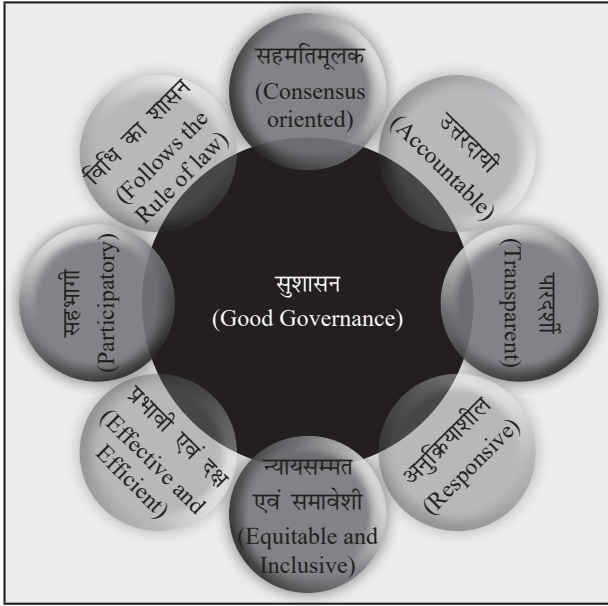 सहमतिमूलक
(Consensus
oriented)
उत्तरदायी
(Accountable)
पारदर्शी
(Transparent)
अनुक्रियाशील
(Responsive)
न्यायसम्मत
एवं समावेशी
(Equitable and
Inclusive)
प्रभावी एवं दक्ष
(Effective and
Efficient)
सहभागी
(Participatory)
विधि का शासन
(Follows the
Rule of law)
सुशासन
(Good Governance)